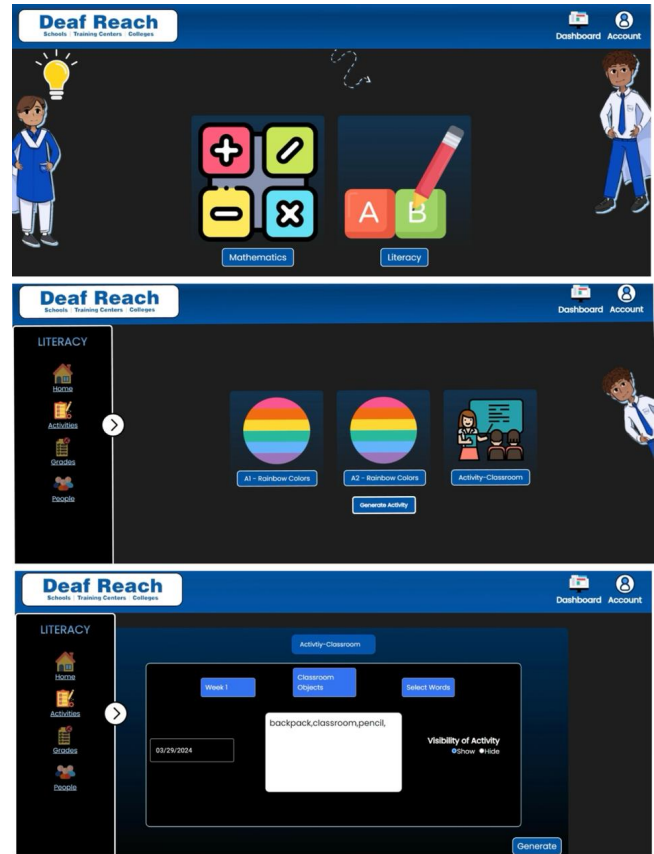 Deaf Reach
Schools | Training Centers | Colleges
Dashboard Account
A B
Mathematics Literacy
Deaf Reach
Schools | Training Centers | Colleges
Dashboard Account
LITERACY
Home
Activities
Grades
People
A1 - Rainbow Colors A2 - Rainbow Colors Activity-Classroom
Generate Activity
Deaf Reach
Schools | Training Centers | Colleges
Dashboard Account
LITERACY
Home
Activities
Grades
People
Activtiy-Classroom
Week 1
Classroom
Objects
Select Words
backpack,classroom,pencil,
03/29/2024
Visibility of Activity
Show Hide
Generate